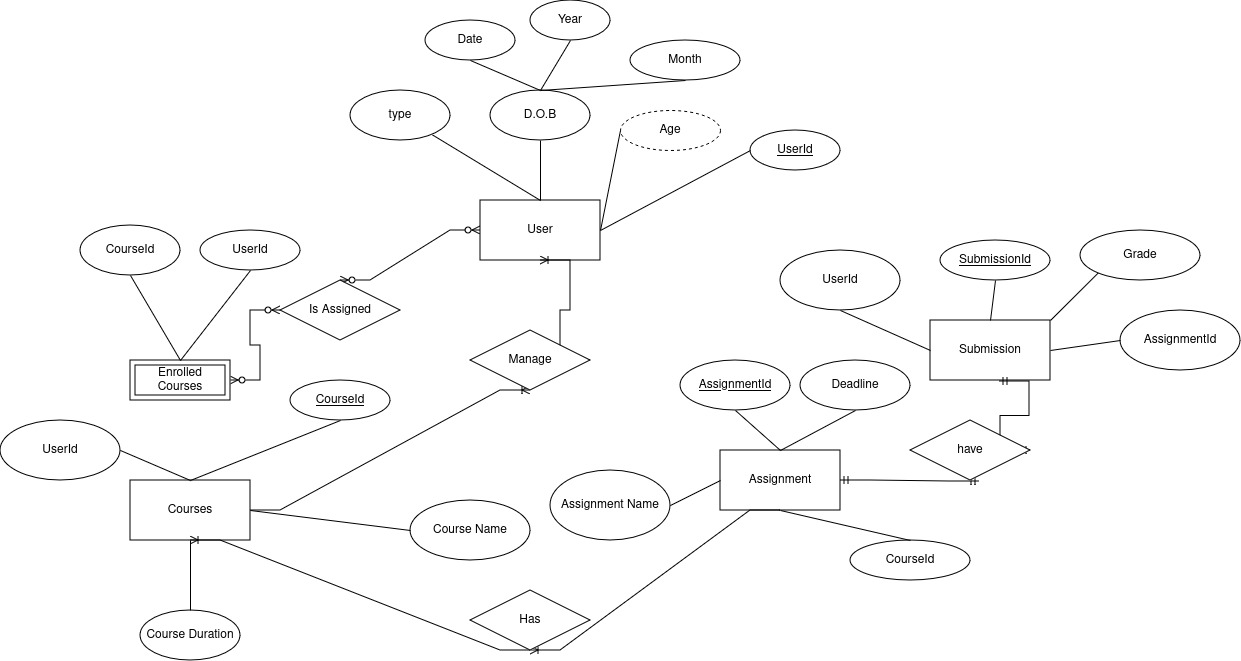 Year
Date
Month
type
D.O.B
Age
UserId
User
CourseId
UserId
Is Assigned
Enrolled
Courses
Manage
UserId
SubmissionId
Grade
AssignmentId
Submission
CourseId
UserId
Courses
Course Name
Course Duration
AssignmentId
Deadline
Assignment Name
Assignment
have
CourseId
Has